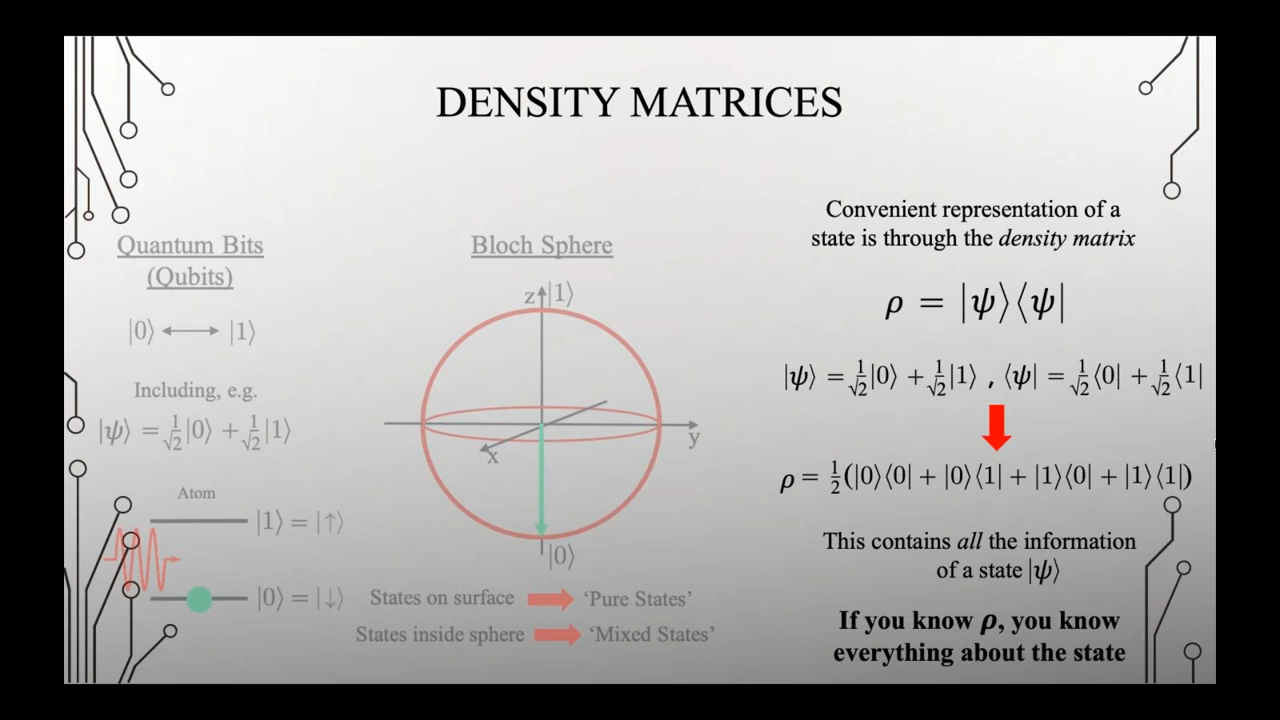 DENSITY MATRICES
Quantum Bits
(Qubits)
|0⟩ ⟷ |1⟩
Including, e.g.
|ψ⟩ = 1/√2|0⟩ + 1/√2|1⟩
Atom
|1⟩ = |↑⟩
|0⟩ = |↓⟩
Bloch Sphere
z |1⟩
y
x
|0⟩
States on surface ➡ ‘Pure States’
States inside sphere ➡ ‘Mixed States’
Convenient representation of a
state is through the density matrix
ρ = |ψ⟩⟨ψ|
|ψ⟩ = 1/√2|0⟩ + 1/√2|1⟩ , ⟨ψ| = 1/√2⟨0| + 1/√2⟨1|
ρ = 1/2(|0⟩⟨0| + |0⟩⟨1| + |1⟩⟨0| + |1⟩⟨1|)
This contains all the information
of a state |ψ⟩
If you know ρ, you know
everything about the state